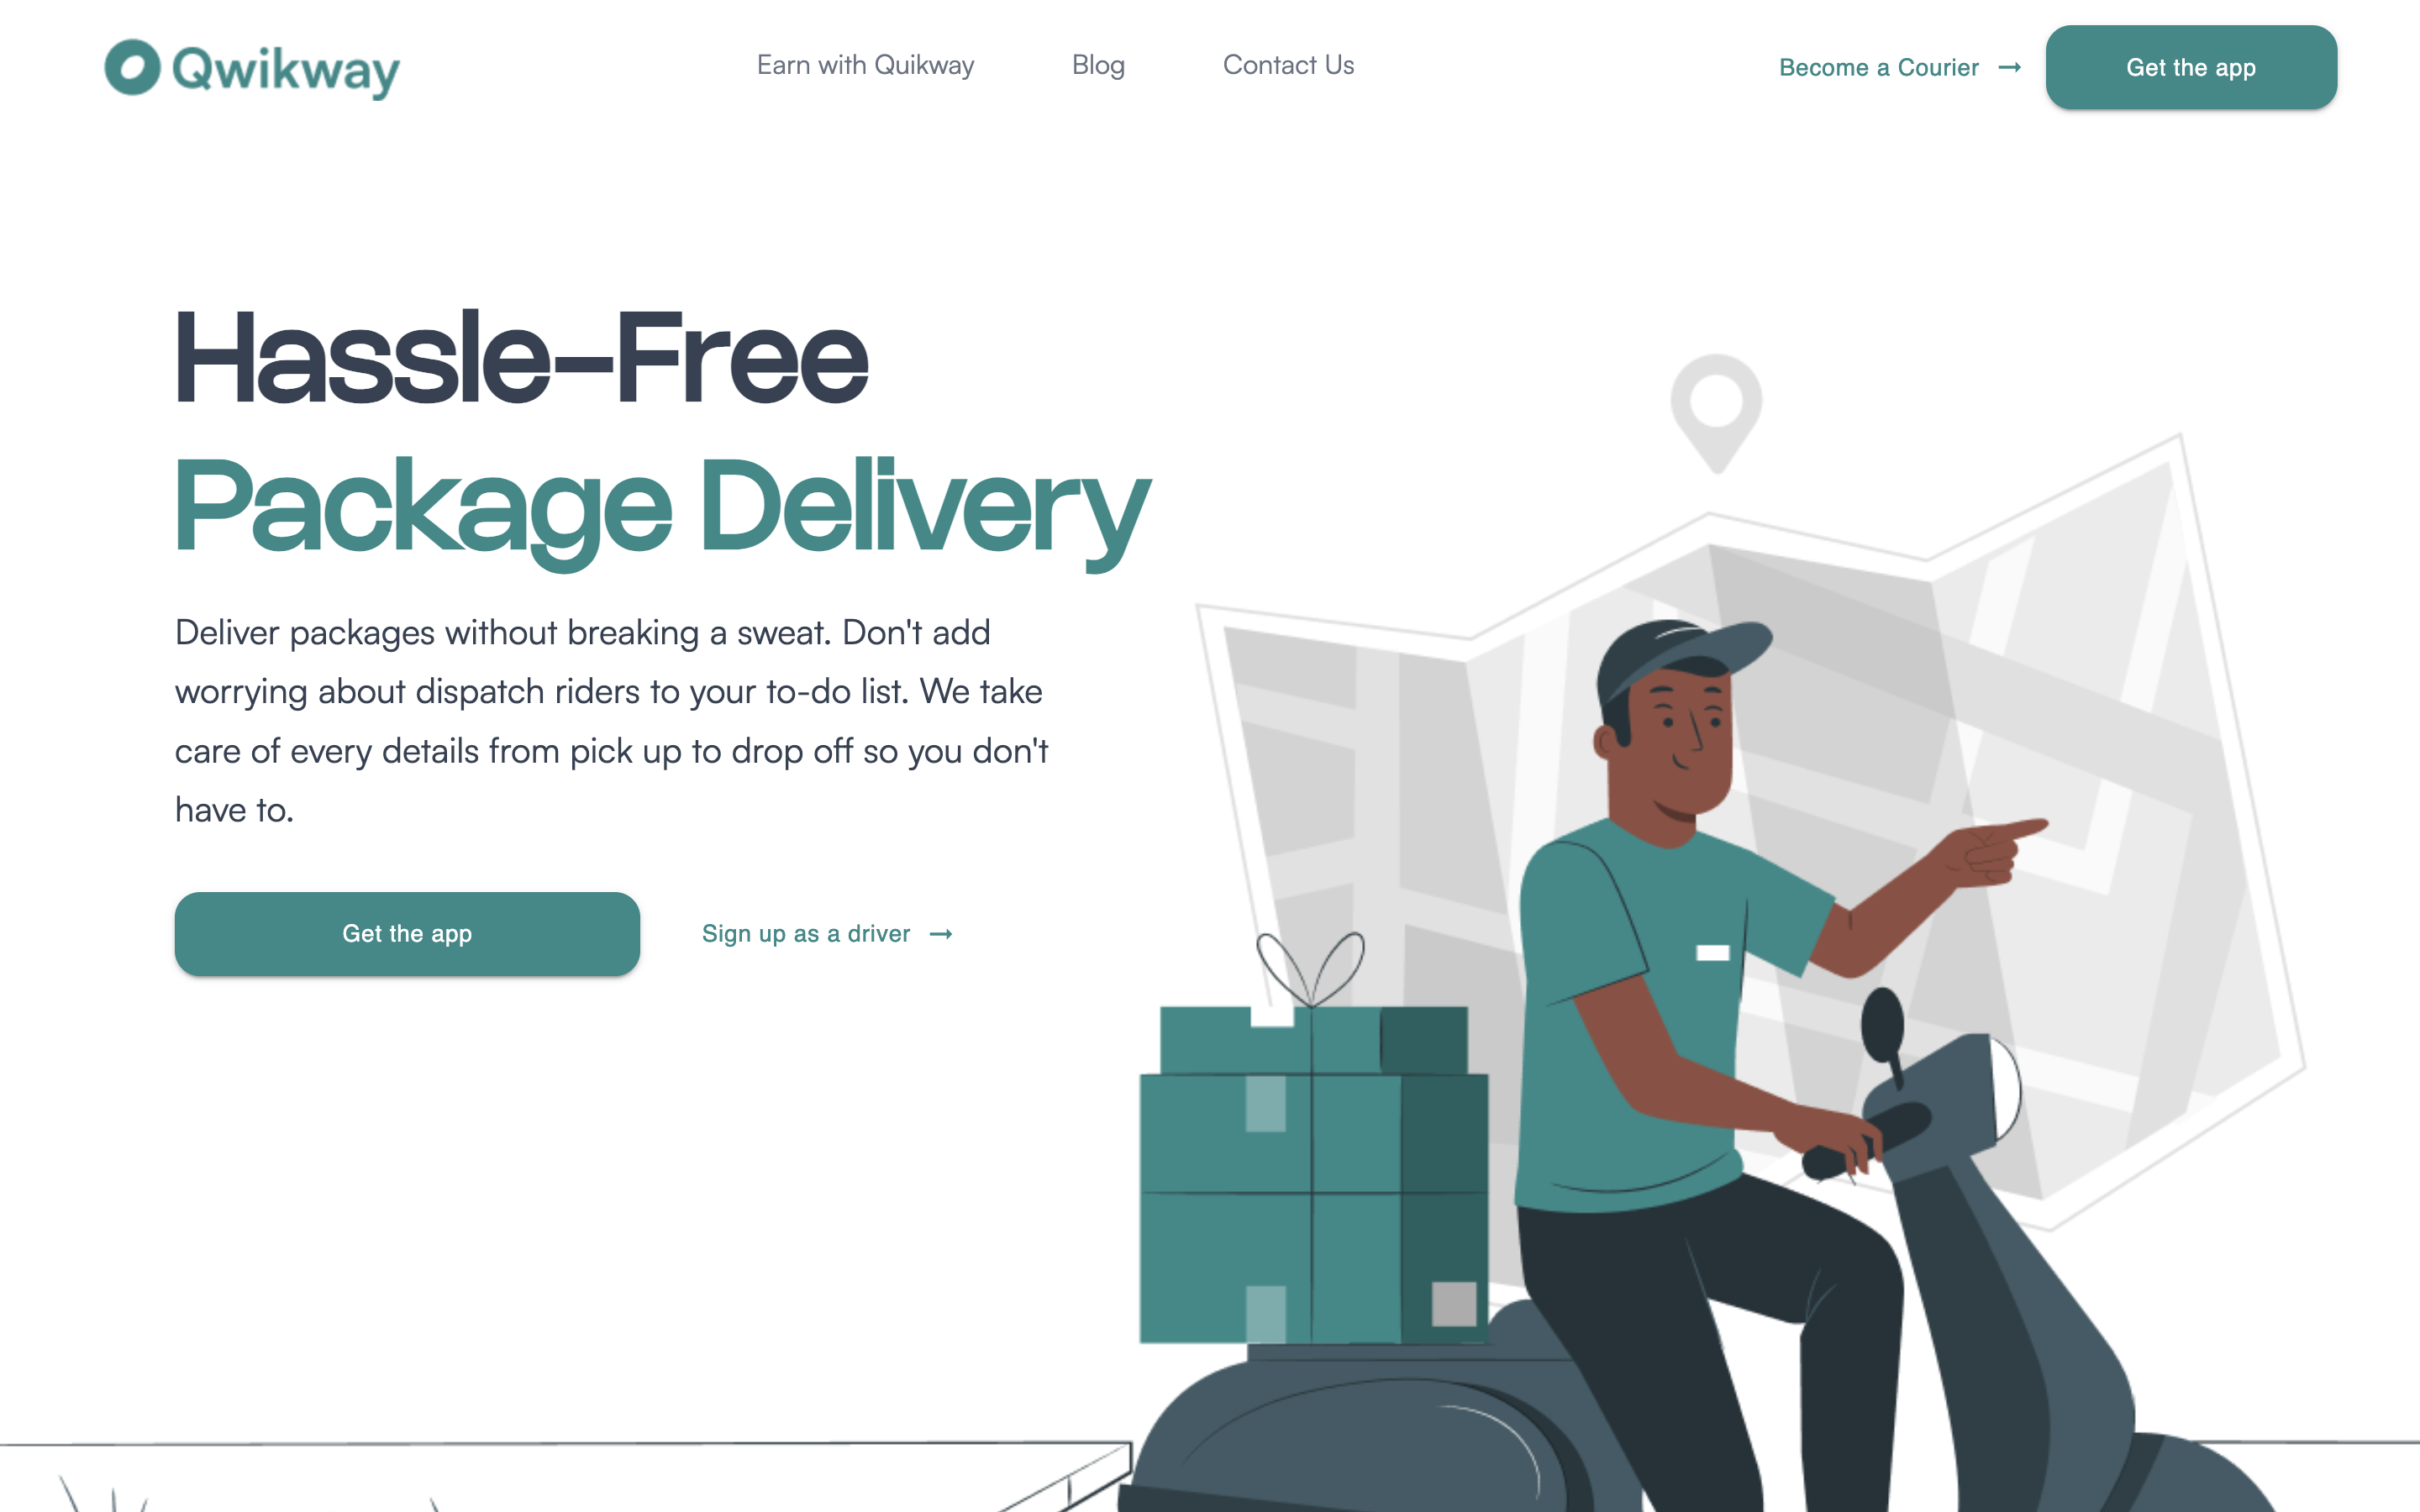 Qwikway
Earn with Quikway
Blog
Contact Us
Become a Courier
Get the app
Hassle-Free
Package Delivery
Deliver packages without breaking a sweat. Don't add
worrying about dispatch riders to your to-do list. We take
care of every details from pick up to drop off so you don't
have to.
Get the app
Sign up as a driver